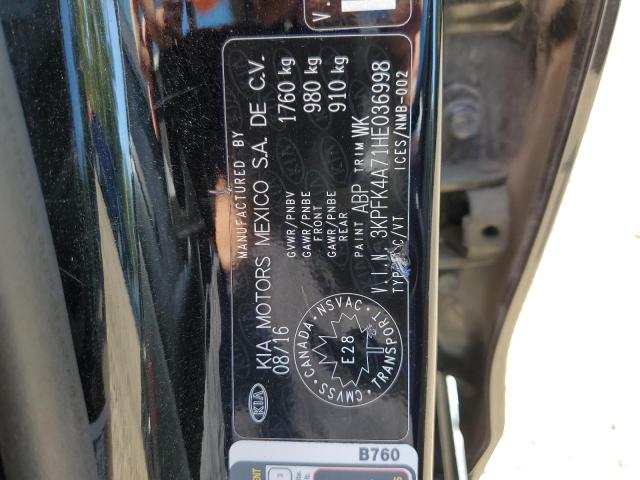 MANUFACTURED BY
KIA KIA MOTORS MEXICO S.A. DE C.V.
08/16
GVWR/PNBV 1760 kg
GAWR/PNBE FRONT 980 kg
GAWR/PNBE REAR 910 kg
PAINT ABP TRIM WK
V.I.N. 3KPFK4A71HE036998
TYPE C/VT ICES/NMB-002
CANADA · NSVAC · TRANSPORT · CMVSS
E28
V.
B760